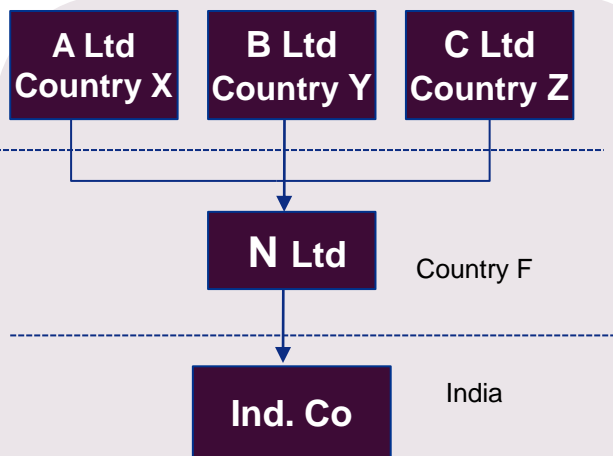 A Ltd
Country X
B Ltd
Country Y
C Ltd
Country Z
N Ltd
Country F
India
Ind. Co